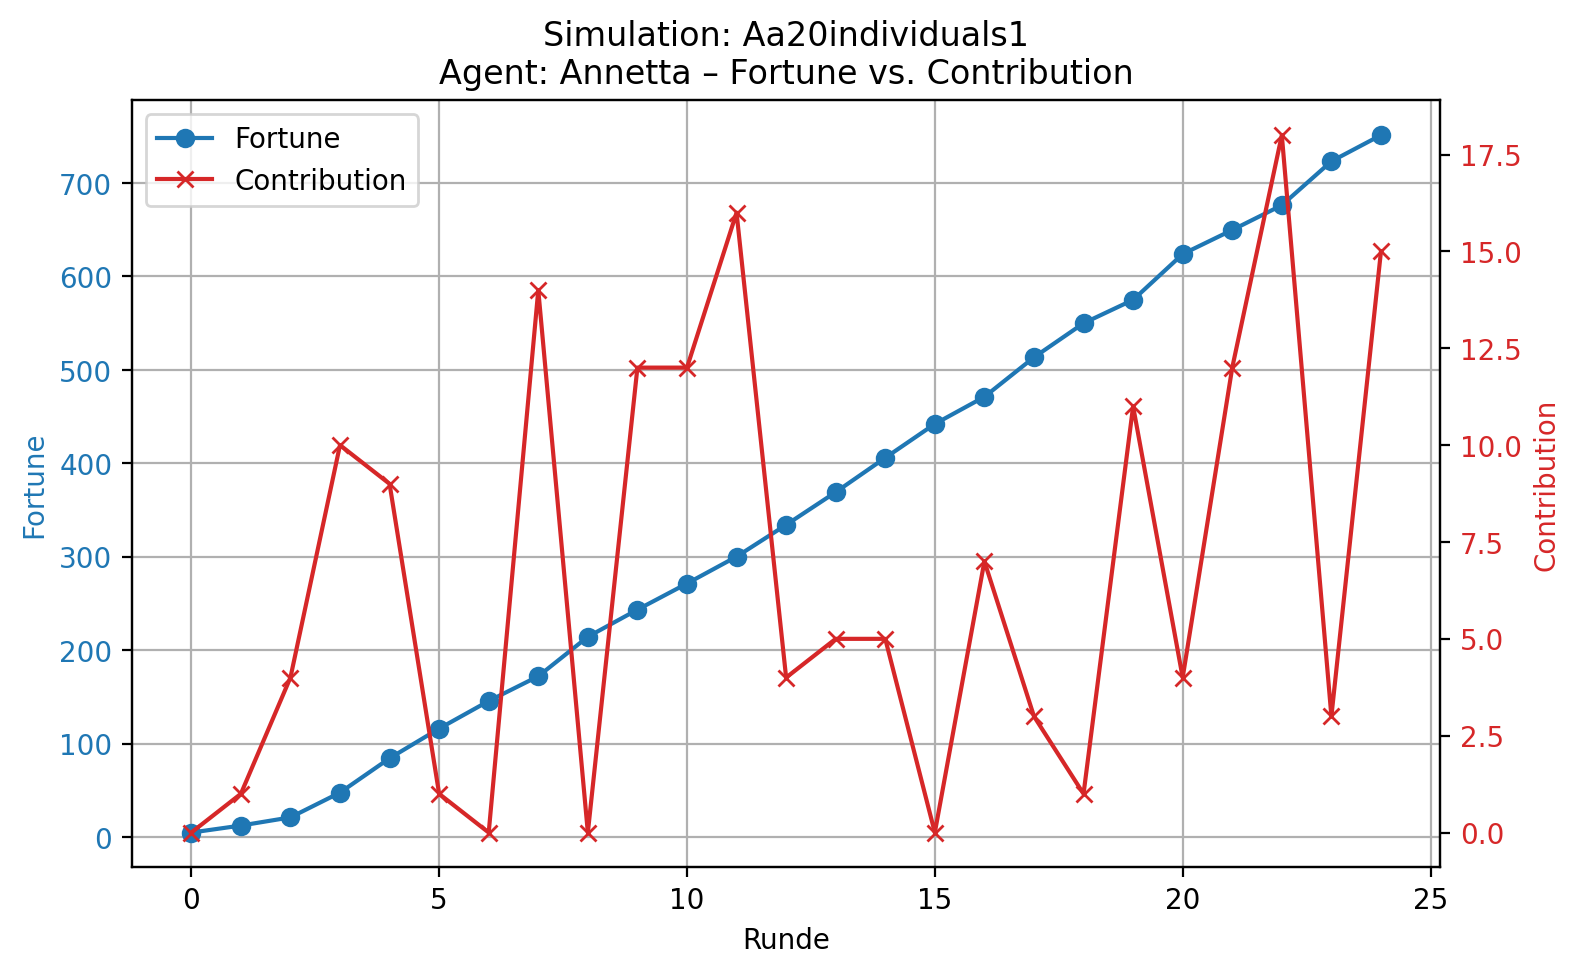 Simulation: Aa20individuals1
Agent: Annetta – Fortune vs. Contribution
Fortune
Contribution
700
600
500
400
300
200
100
0
Fortune
17.5
15.0
12.5
10.0
7.5
5.0
2.5
0.0
Contribution
0 5 10 15 20 25
Runde